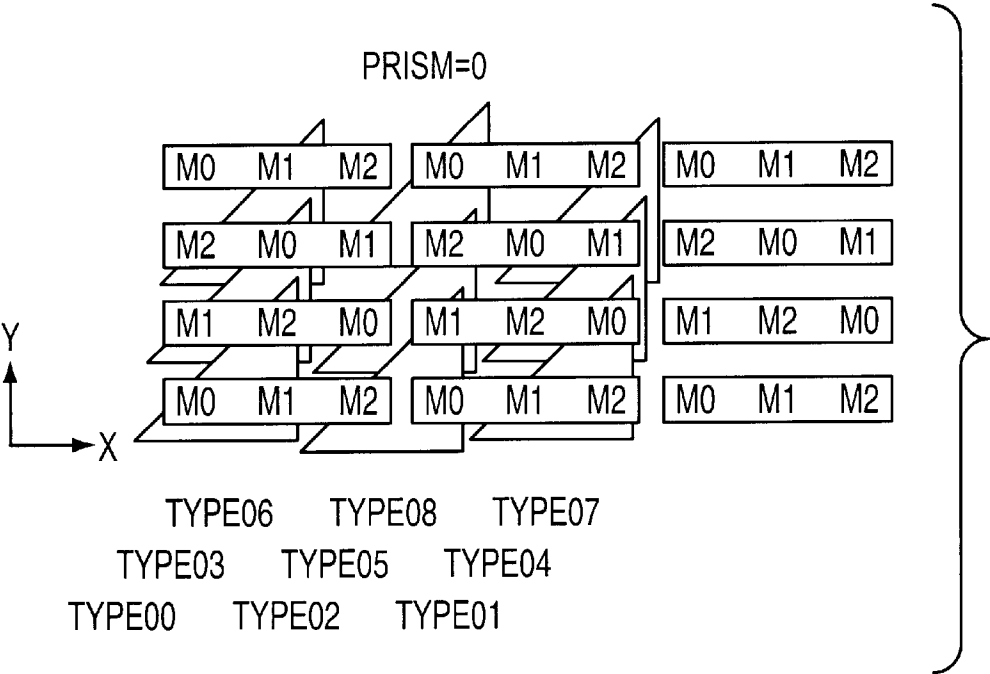 PRISM=0
M0 M1 M2 M0 M1 M2 M0 M1 M2
M2 M0 M1 M2 M0 M1 M2 M0 M1
M1 M2 M0 M1 M2 M0 M1 M2 M0
M0 M1 M2 M0 M1 M2 M0 M1 M2
Y
X
TYPE06 TYPE08 TYPE07
TYPE03 TYPE05 TYPE04
TYPE00 TYPE02 TYPE01